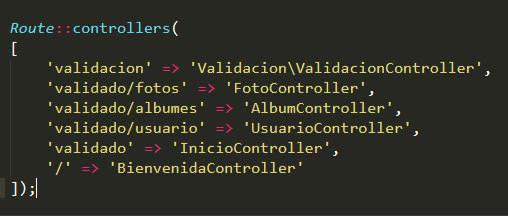 Route::controllers(
[
    'validacion' => 'Validacion\ValidacionController',
    'validado/fotos' => 'FotoController',
    'validado/albumes' => 'AlbumController',
    'validado/usuario' => 'UsuarioController',
    'validado' => 'InicioController',
    '/' => 'BienvenidaController'
]);